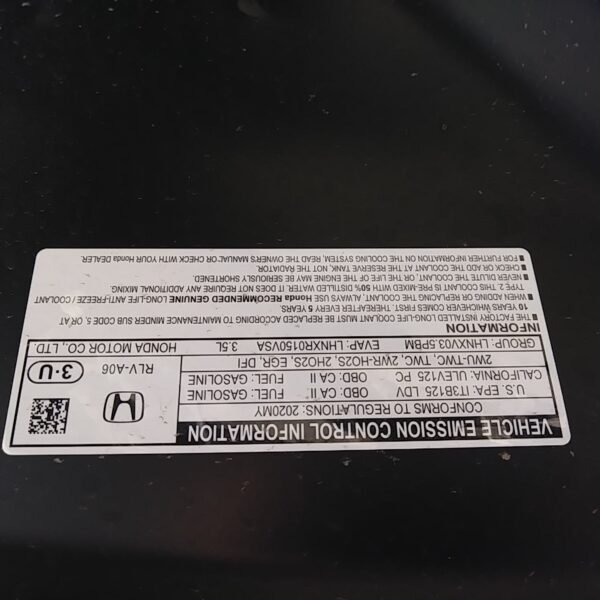 VEHICLE EMISSION CONTROL INFORMATION
CONFORMS TO REGULATIONS: 2020MY
U.S. EPA: IT3B125 LDV OBD: CA II FUEL: GASOLINE
CALIFORNIA: ULEV125 PC OBD: CA II FUEL: GASOLINE
2WU-TWC, TWC, 2WR-HO2S, 2HO2S, EGR, DFI
GROUP: LHNXV03.5PBM EVAP: LHNXR0150VSA 3.5L
RLV-A06
3-U
HONDA MOTOR CO., LTD.
INFORMATION
■ THE FACTORY INSTALLED LONG-LIFE COOLANT MUST BE REPLACED ACCORDING TO MAINTENANCE MINDER SUB CODE 5, OR AT
10 YEARS WHICHEVER COMES FIRST. THEREAFTER EVERY 5 YEARS
■ WHEN ADDING OR REPLACING THE COOLANT, ALWAYS USE Honda RECOMMENDED GENUINE LONG-LIFE ANTI-FREEZE / COOLANT
TYPE 2. THIS COOLANT IS PRE-MIXED WITH 50% DISTILLED WATER. IT DOES NOT REQUIRE ANY ADDITIONAL MIXING.
■ NEVER DILUTE THE COOLANT, OR, THE LIFE OF THE ENGINE MAY BE SERIOUSLY SHORTENED.
■ CHECK OR ADD THE COOLANT AT THE RESERVE TANK, NOT THE RADIATOR.
■ FOR FURTHER INFORMATION ON THE COOLING SYSTEM, READ THE OWNERS MANUAL OR CHECK WITH YOUR Honda DEALER.